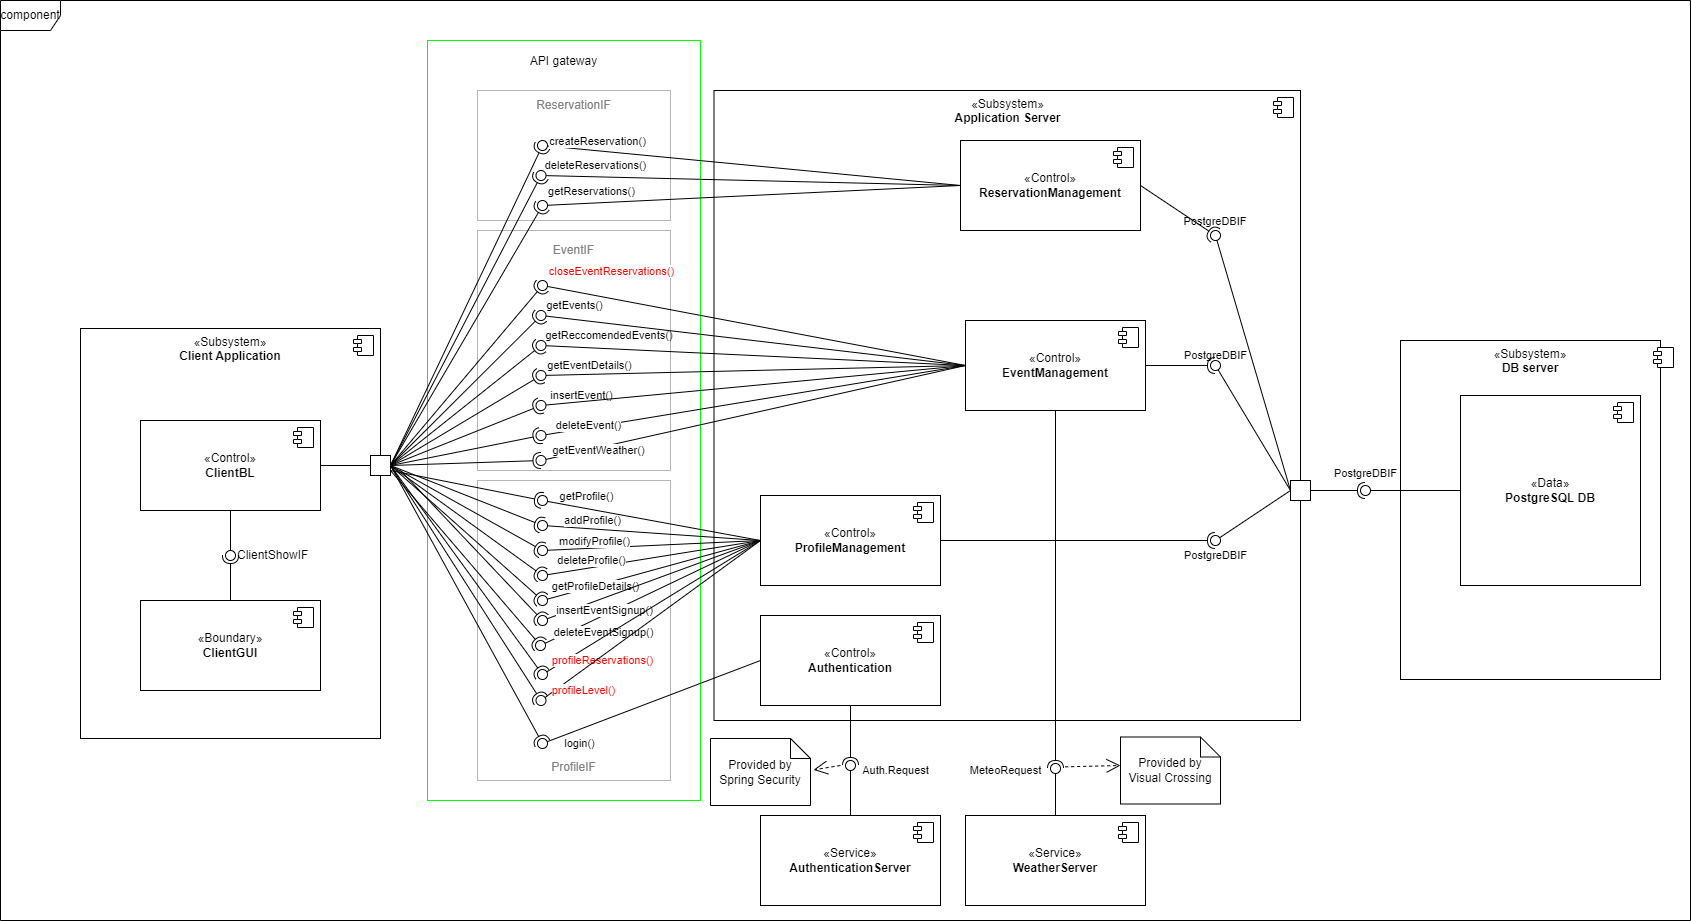 component
API gateway
ReservationIF
createReservation()
deleteReservations()
getReservations()
EventIF
closeEventReservations()
getEvents()
getReccomendedEvents()
getEventDetails()
insertEvent()
deleteEvent()
getEventWeather()
getProfile()
addProfile()
modifyProfile()
deleteProfile()
getProfileDetails()
insertEventSignup()
deleteEventSignup()
profileReservations()
profileLevel()
login()
ProfileIF
«Subsystem»
Client Application
«Control»
ClientBL
ClientShowIF
«Boundary»
ClientGUI
«Subsystem»
Application Server
«Control»
ReservationManagement
PostgreDBIF
«Control»
EventManagement
PostgreDBIF
«Control»
ProfileManagement
PostgreDBIF
«Control»
Authentication
Provided by
Spring Security
Auth.Request
MeteoRequest
Provided by
Visual Crossing
«Service»
AuthenticationServer
«Service»
WeatherServer
PostgreDBIF
«Subsystem»
DB server
«Data»
PostgreSQL DB